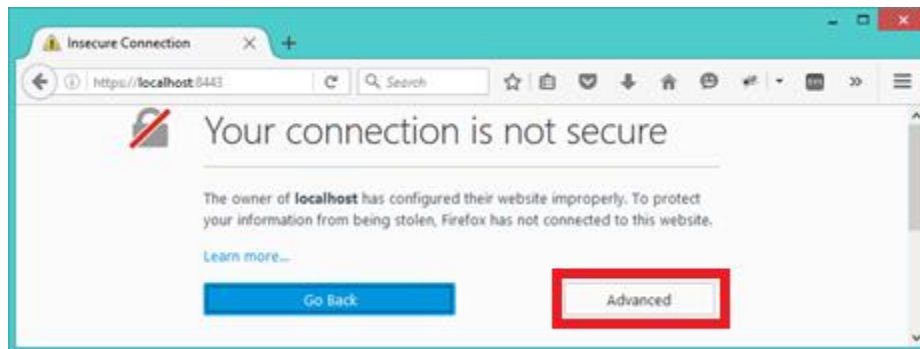 Insecure Connection
https://localhost:8443
Search
Your connection is not secure
The owner of localhost has configured their website improperly. To protect
your information from being stolen, Firefox has not connected to this website.
Learn more...
Go Back
Advanced